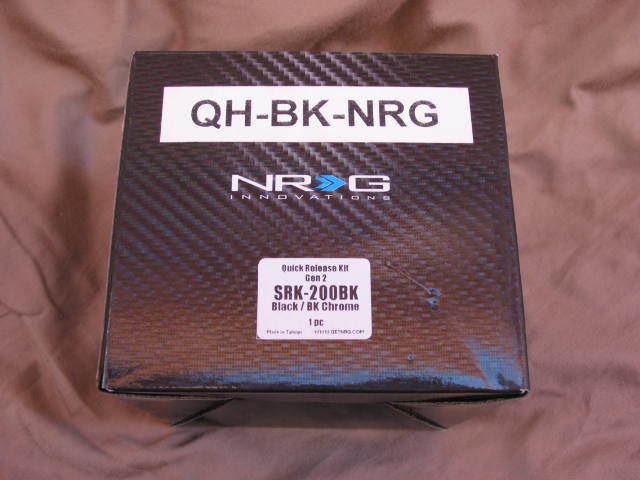 QH-BK-NRG
NRG
INNOVATIONS
Quick Release Kit
Gen 2
SRK-200BK
Black / BK Chrome
1 pc
Made in Taiwan WWW.GETNRG.COM